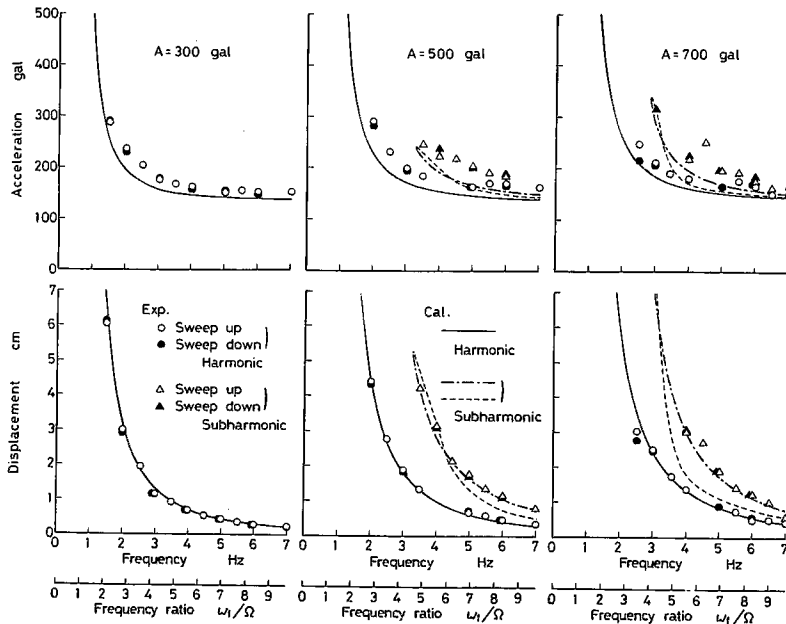 500
400
300
200
100
0
Acceleration gal
A = 300 gal
A = 500 gal
A = 700 gal
7
6
5
4
3
2
1
0
Displacement cm
Exp.
Sweep up
Sweep down
Harmonic
Sweep up
Sweep down
Subharmonic
Cal.
Harmonic
Subharmonic
0 1 2 3 4 5 6 7
Frequency Hz
0 1 2 3 4 5 6 7
Frequency Hz
0 1 2 3 4 5 6 7
Frequency Hz
0 1 2 3 4 5 6 7 8 9
Frequency ratio ω₁/Ω
0 1 2 3 4 5 6 7 8 9
Frequency ratio ω₁/Ω
0 1 2 3 4 5 6 7 8 9
Frequency ratio ω₁/Ω